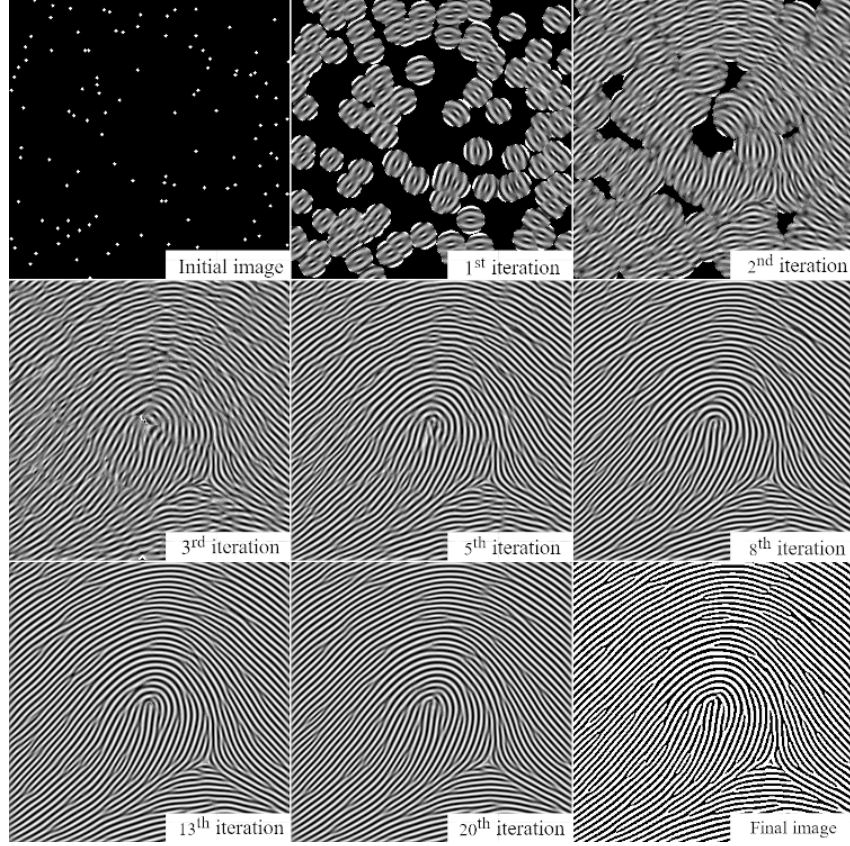 Initial image
1st iteration
2nd iteration
3rd iteration
5th iteration
8th iteration
13th iteration
20th iteration
Final image